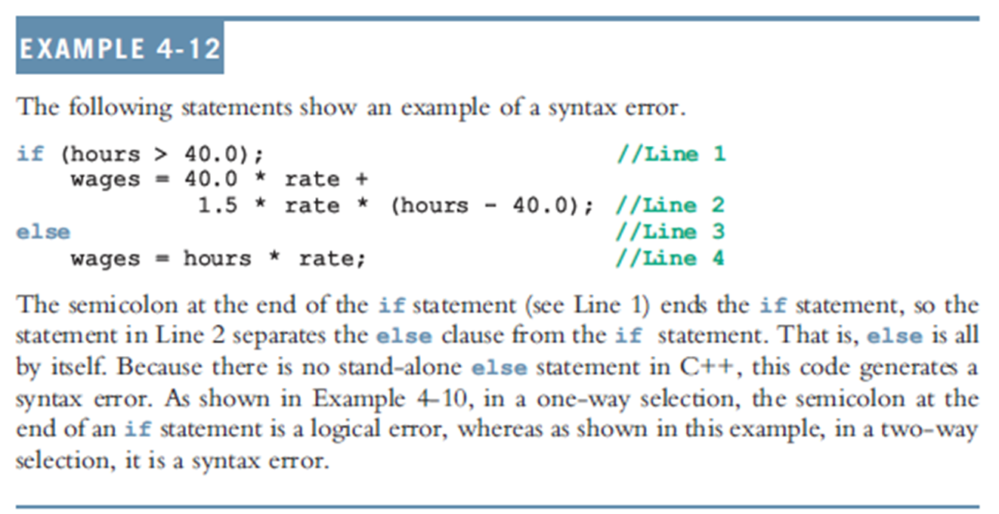 EXAMPLE 4-12
The following statements show an example of a syntax error.
if (hours > 40.0); //Line 1
wages = 40.0 * rate +
1.5 * rate * (hours - 40.0); //Line 2
else //Line 3
wages = hours * rate; //Line 4
The semicolon at the end of the if statement (see Line 1) ends the if statement, so the
statement in Line 2 separates the else clause from the if statement. That is, else is all
by itself. Because there is no stand-alone else statement in C++, this code generates a
syntax error. As shown in Example 4-10, in a one-way selection, the semicolon at the
end of an if statement is a logical error, whereas as shown in this example, in a two-way
selection, it is a syntax error.